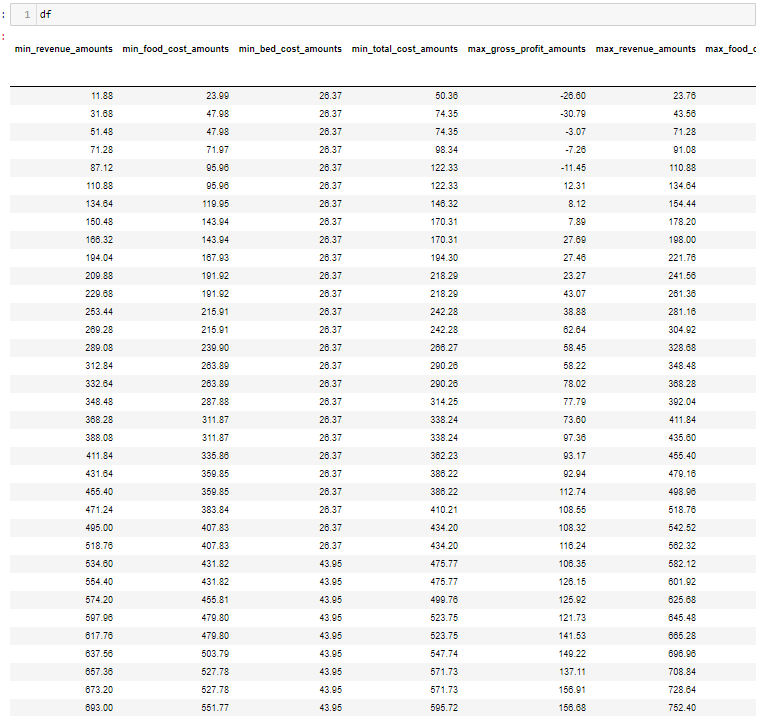 :
1 df
:
min_revenue_amounts min_food_cost_amounts min_bed_cost_amounts min_total_cost_amounts max_gross_profit_amounts max_revenue_amounts max_food_c
11.88 23.99 26.37 50.36 -26.60 23.76
31.68 47.98 26.37 74.35 -30.79 43.56
51.48 47.98 26.37 74.35 -3.07 71.28
71.28 71.97 26.37 98.34 -7.26 91.08
87.12 95.96 26.37 122.33 -11.45 110.88
110.88 95.96 26.37 122.33 12.31 134.64
134.64 119.95 26.37 146.32 8.12 154.44
150.48 143.94 26.37 170.31 7.89 178.20
166.32 143.94 26.37 170.31 27.69 198.00
194.04 167.93 26.37 194.30 27.46 221.76
209.88 191.92 26.37 218.29 23.27 241.56
229.68 191.92 26.37 218.29 43.07 261.36
253.44 215.91 26.37 242.28 38.88 281.16
269.28 215.91 26.37 242.28 62.64 304.92
289.08 239.90 26.37 266.27 58.45 328.68
312.84 263.89 26.37 290.26 58.22 348.48
332.64 263.89 26.37 290.26 78.02 368.28
348.48 287.88 26.37 314.25 77.79 392.04
368.28 311.87 26.37 338.24 73.60 411.84
388.08 311.87 26.37 338.24 97.36 435.60
411.84 335.86 26.37 362.23 93.17 455.40
431.64 359.85 26.37 386.22 92.94 479.16
455.40 359.85 26.37 386.22 112.74 498.96
471.24 383.84 26.37 410.21 108.55 518.76
495.00 407.83 26.37 434.20 108.32 542.52
518.76 407.83 26.37 434.20 116.24 562.32
534.60 431.82 43.95 475.77 106.35 582.12
554.40 431.82 43.95 475.77 126.15 601.92
574.20 455.81 43.95 499.76 125.92 625.68
597.96 479.80 43.95 523.75 121.73 645.48
617.76 479.80 43.95 523.75 141.53 665.28
637.56 503.79 43.95 547.74 149.22 696.96
657.36 527.78 43.95 571.73 137.11 708.84
673.20 527.78 43.95 571.73 156.91 728.64
693.00 551.77 43.95 595.72 156.68 752.40